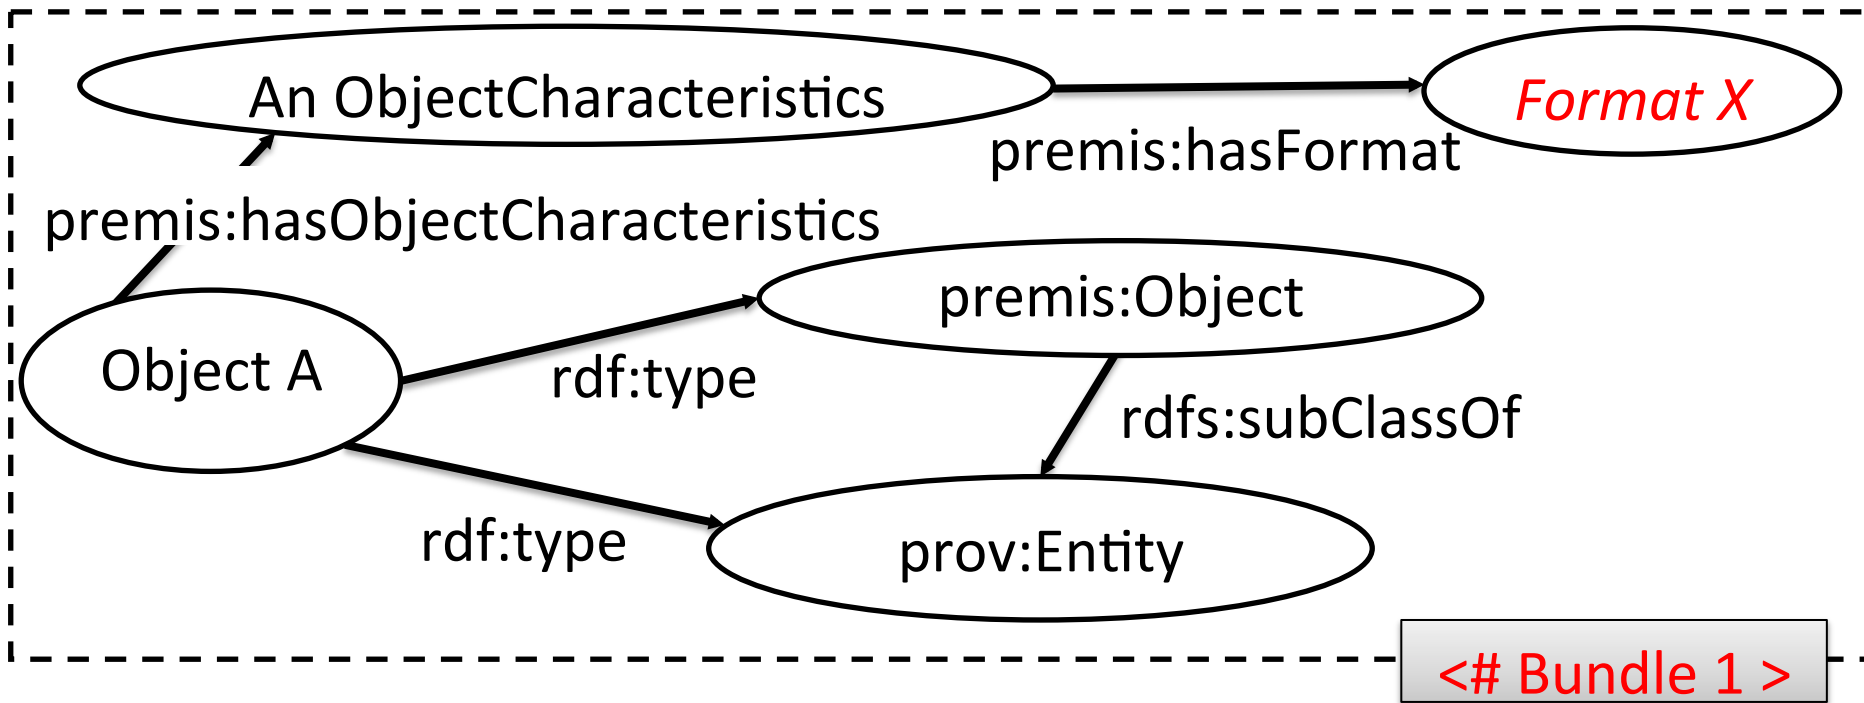 An ObjectCharacteristics
Format X
premis:hasFormat
premis:hasObjectCharacteristics
premis:Object
Object A
rdf:type
rdfs:subClassOf
rdf:type
prov:Entity
<# Bundle 1 >